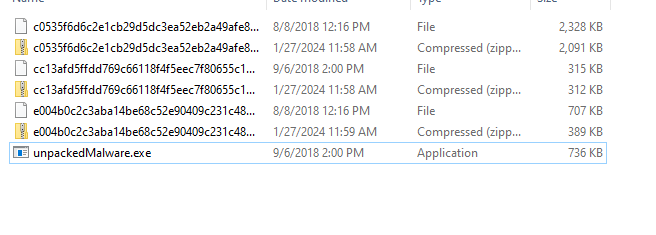 Name Date modified Type Size
c0535f6d6c2e1cb29d5dc3ea52eb2a49afe8... 8/8/2018 12:16 PM File 2,328 KB
c0535f6d6c2e1cb29d5dc3ea52eb2a49afe8... 1/27/2024 11:58 AM Compressed (zipp... 2,091 KB
cc13afd5ffdd769c66118f4f5eec7f80655c1... 9/6/2018 2:00 PM File 315 KB
cc13afd5ffdd769c66118f4f5eec7f80655c1... 1/27/2024 11:58 AM Compressed (zipp... 312 KB
e004b0c2c3aba14be68c52e90409c231c48... 8/8/2018 12:16 PM File 707 KB
e004b0c2c3aba14be68c52e90409c231c48... 1/27/2024 11:59 AM Compressed (zipp... 389 KB
unpackedMalware.exe 9/6/2018 2:00 PM Application 736 KB